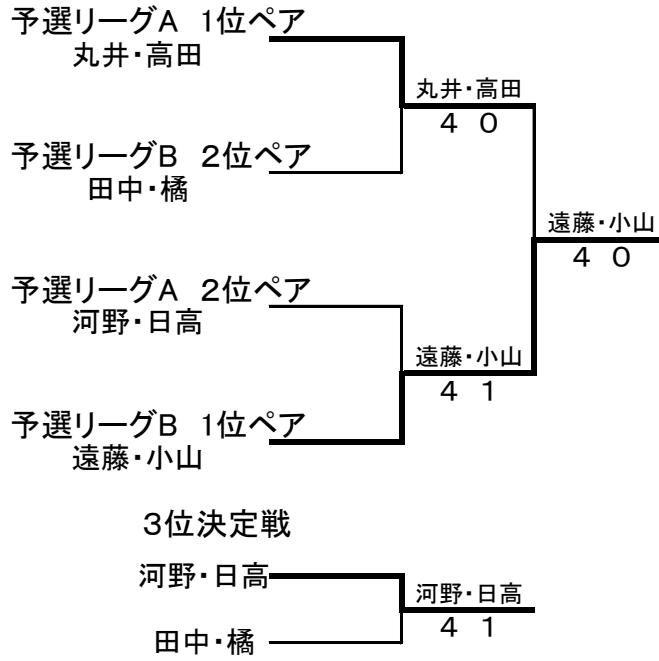 予選リーグA 1位ペア
丸井・高田
丸井・高田
4 0
予選リーグB 2位ペア
田中・橘
遠藤・小山
4 0
予選リーグA 2位ペア
河野・日高
遠藤・小山
4 1
予選リーグB 1位ペア
遠藤・小山
3位決定戦
河野・日高
河野・日高
4 1
田中・橘